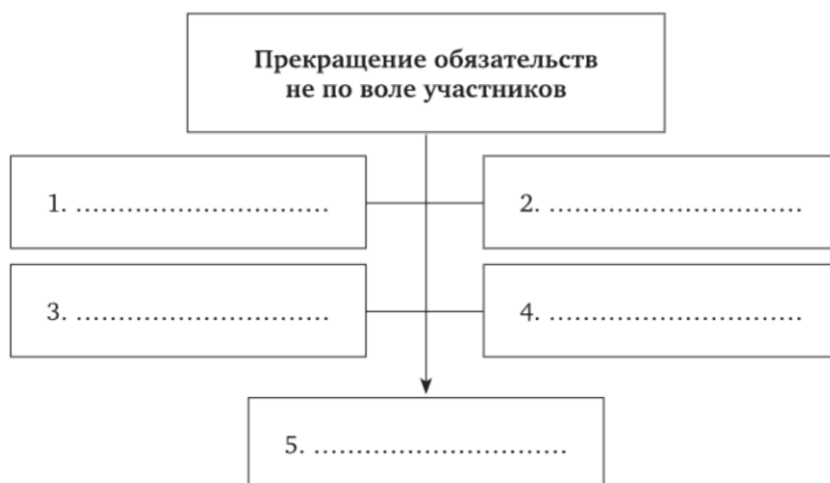 Прекращение обязательств
не по воле участников
1. ..............................
2. ..............................
3. ..............................
4. ..............................
5. ..............................